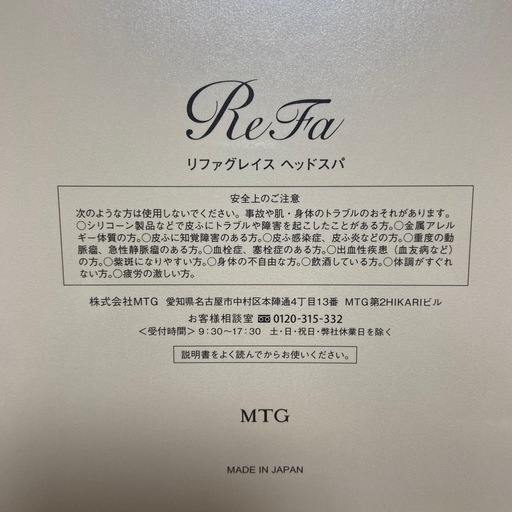 ReFa
リファグレイス ヘッドスパ
安全上のご注意
次のような方は使用しないでください。事故や肌・身体のトラブルのおそれがあります。
○シリコーン製品などで皮ふにトラブルや障害を起こしたことがある方。○金属アレル
ギー体質の方。○皮ふに知覚障害のある方。○皮ふ感染症、皮ふ炎などの方。○重度の動
脈瘤、急性静脈瘤のある方。○血栓症、塞栓症のある方。○出血性疾患（血友病など）
の方。○紫斑になりやすい方。○身体の不自由な方。○飲酒している方。○体調がすぐれ
ない方。○疲労の激しい方。
株式会社MTG 愛知県名古屋市中村区本陣通4丁目13番 MTG第2HIKARIビル
お客様相談室 0120-315-332
＜受付時間＞9：30〜17：30 土・日・祝日・弊社休業日を除く
説明書をよく読んでからお使いください。
MTG
MADE IN JAPAN